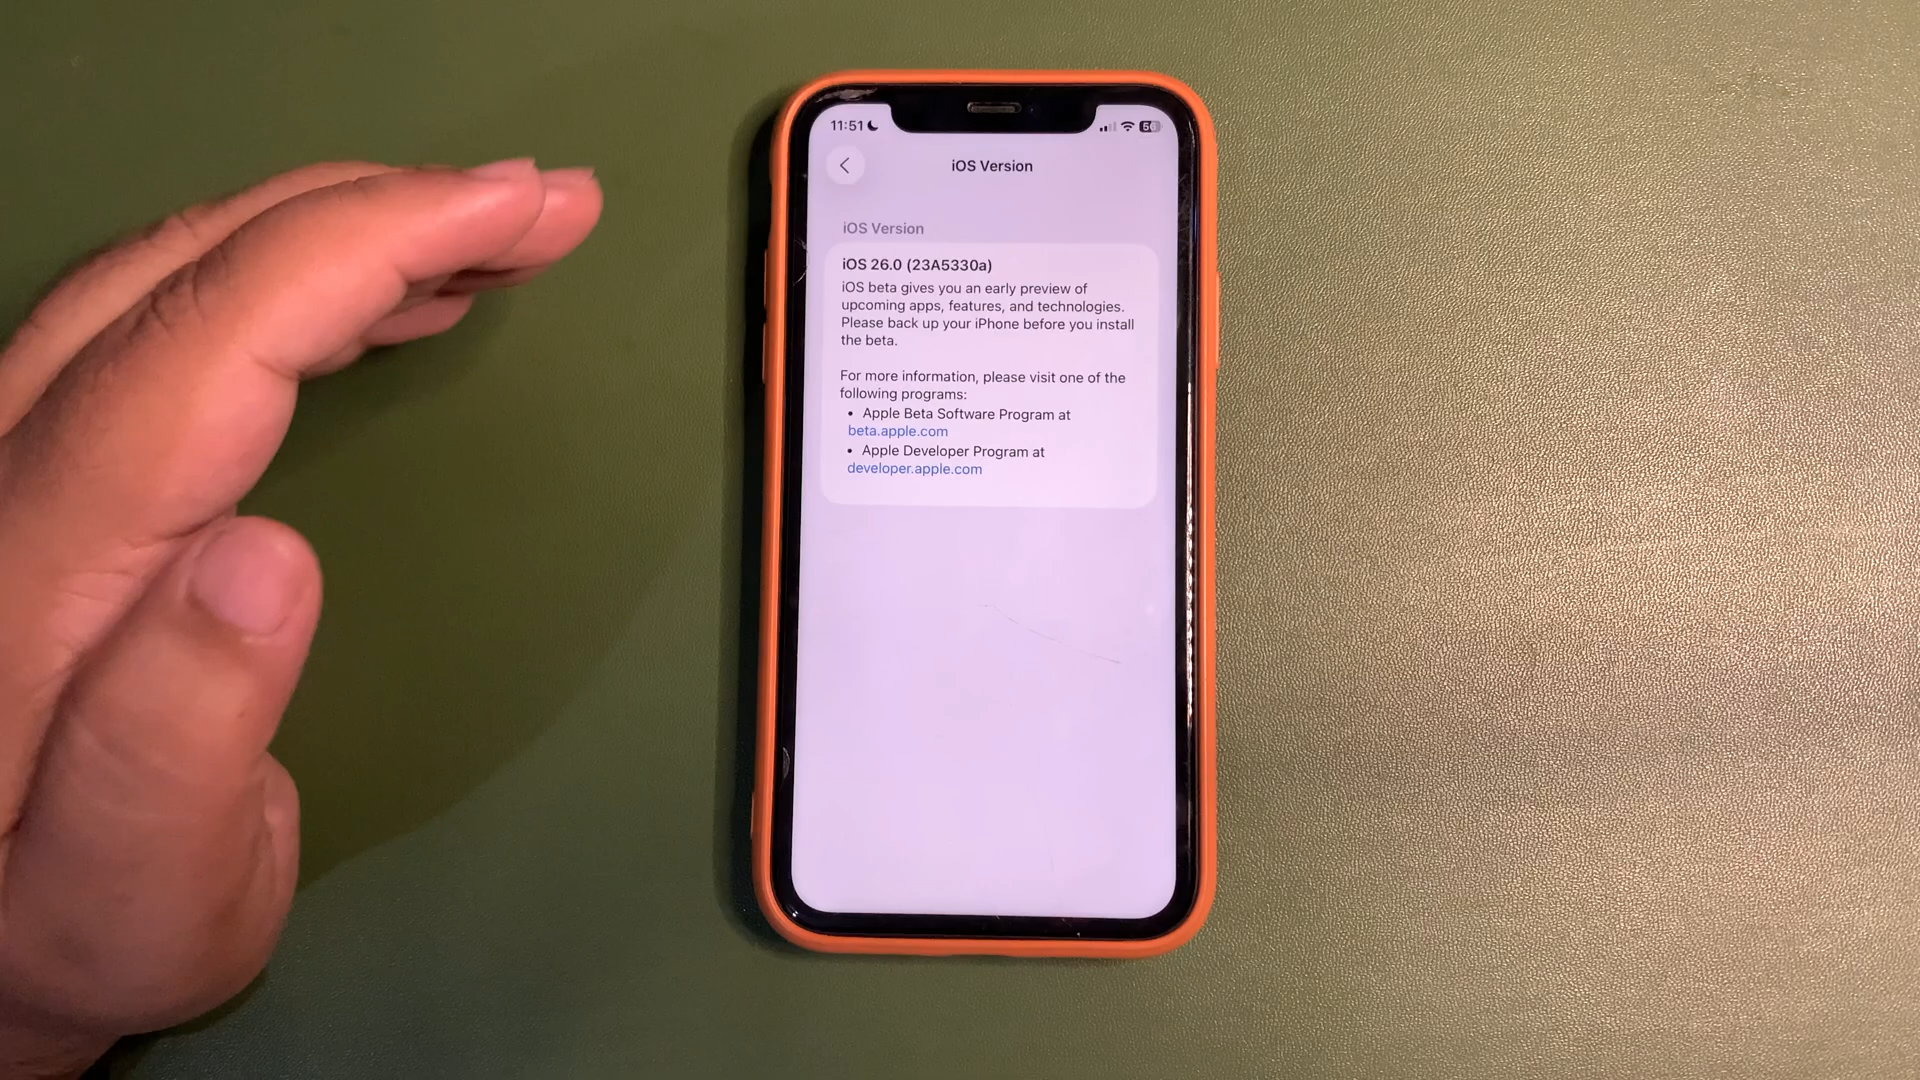 11:51
iOS Version
iOS Version
iOS 26.0 (23A5330a)
iOS beta gives you an early preview of
upcoming apps, features, and technologies.
Please back up your iPhone before you install
the beta.
For more information, please visit one of the
following programs:
• Apple Beta Software Program at
beta.apple.com
• Apple Developer Program at
developer.apple.com